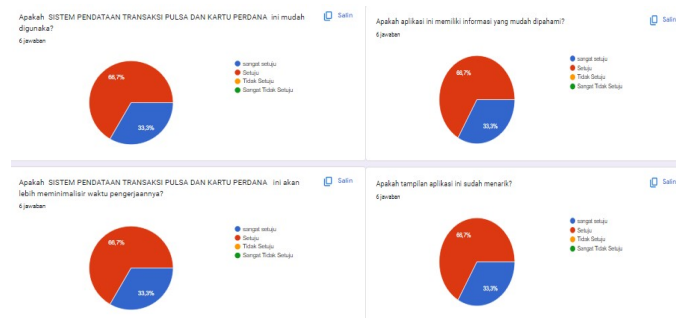 Apakah SISTEM PENDATAAN TRANSAKSI PULSA DAN KARTU PERDANA ini mudah
digunaka?
Salin
6 jawaban
sangat setuju
Setuju
Tidak Setuju
Sangat Tidak Setuju
66,7%
33,3%
Apakah aplikasi ini memiliki informasi yang mudah dipahami?
Salin
6 jawaban
sangat setuju
Setuju
Tidak Setuju
Sangat Tidak Setuju
66,7%
33,3%
Apakah SISTEM PENDATAAN TRANSAKSI PULSA DAN KARTU PERDANA ini akan
lebih meminimalisir waktu pengerjaannya?
Salin
6 jawaban
sangat setuju
Setuju
Tidak Setuju
Sangat Tidak Setuju
66,7%
33,3%
Apakah tampilan aplikasi ini sudah menarik?
Salin
6 jawaban
sangat setuju
Setuju
Tidak Setuju
Sangat Tidak Setuju
66,7%
33,3%